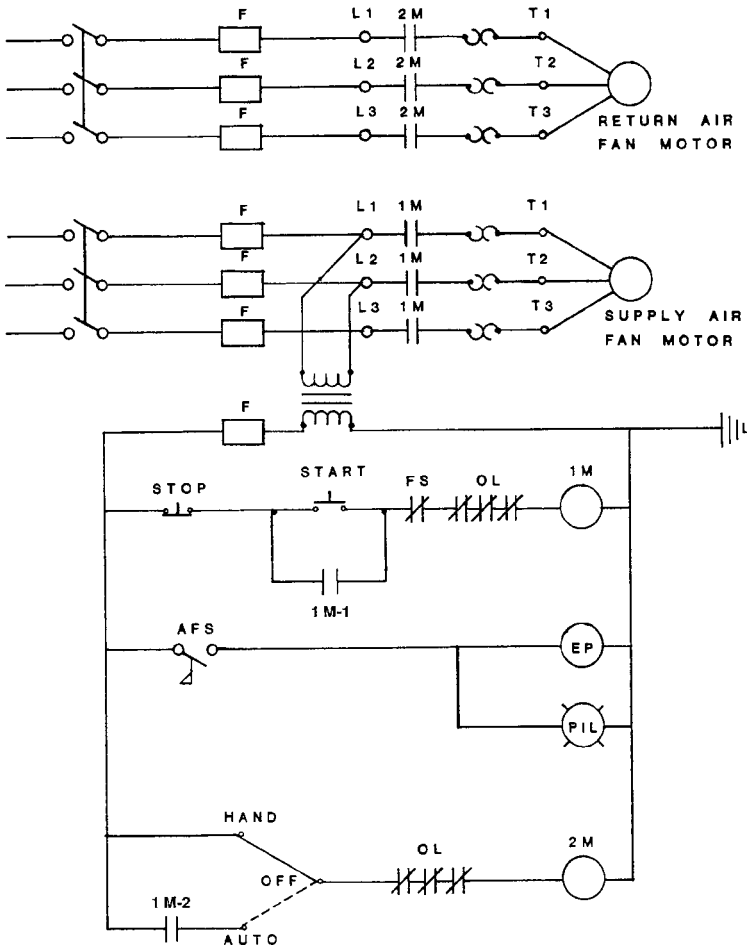 F L1 2M T1
F L2 2M T2
F L3 2M T3
RETURN AIR
FAN MOTOR
F L1 1M T1
F L2 1M T2
F L3 1M T3
SUPPLY AIR
FAN MOTOR
F
L
STOP START FS OL 1M
1M-1
AFS
EP
PIL
HAND
OL 2M
OFF
1M-2
AUTO